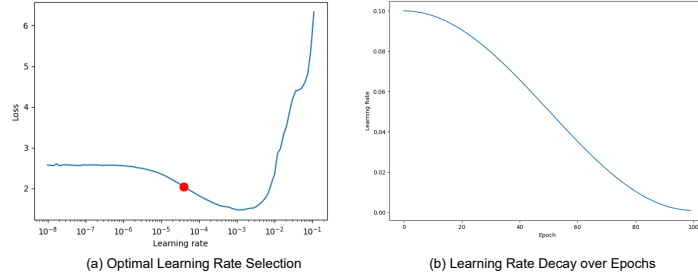 Loss
6
5
4
3
2
10⁻⁸ 10⁻⁷ 10⁻⁶ 10⁻⁵ 10⁻⁴ 10⁻³ 10⁻² 10⁻¹
Learning rate
(a) Optimal Learning Rate Selection
Learning Rate
0.10
0.08
0.06
0.04
0.02
0.00
0 20 40 60 80 100
Epoch
(b) Learning Rate Decay over Epochs